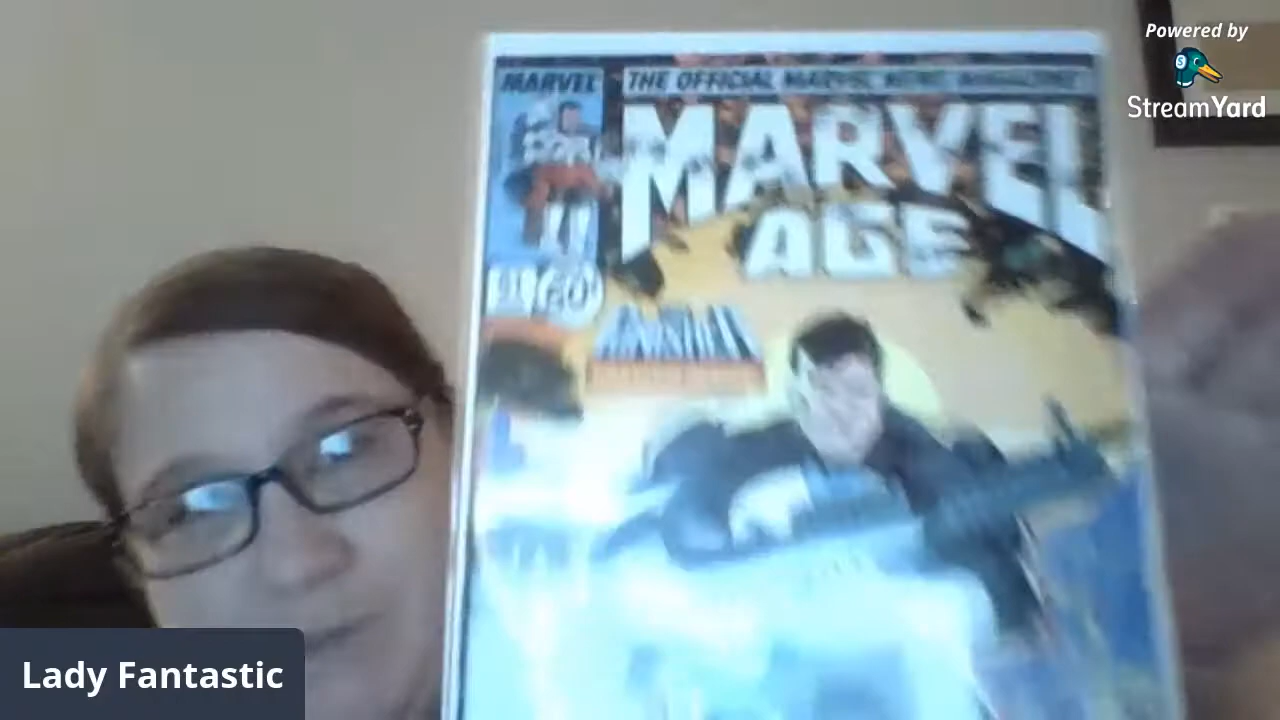 Powered by
StreamYard
MARVEL
THE OFFICIAL MARVEL NEWS MAGAZINE
MARVEL
AGE
Lady Fantastic